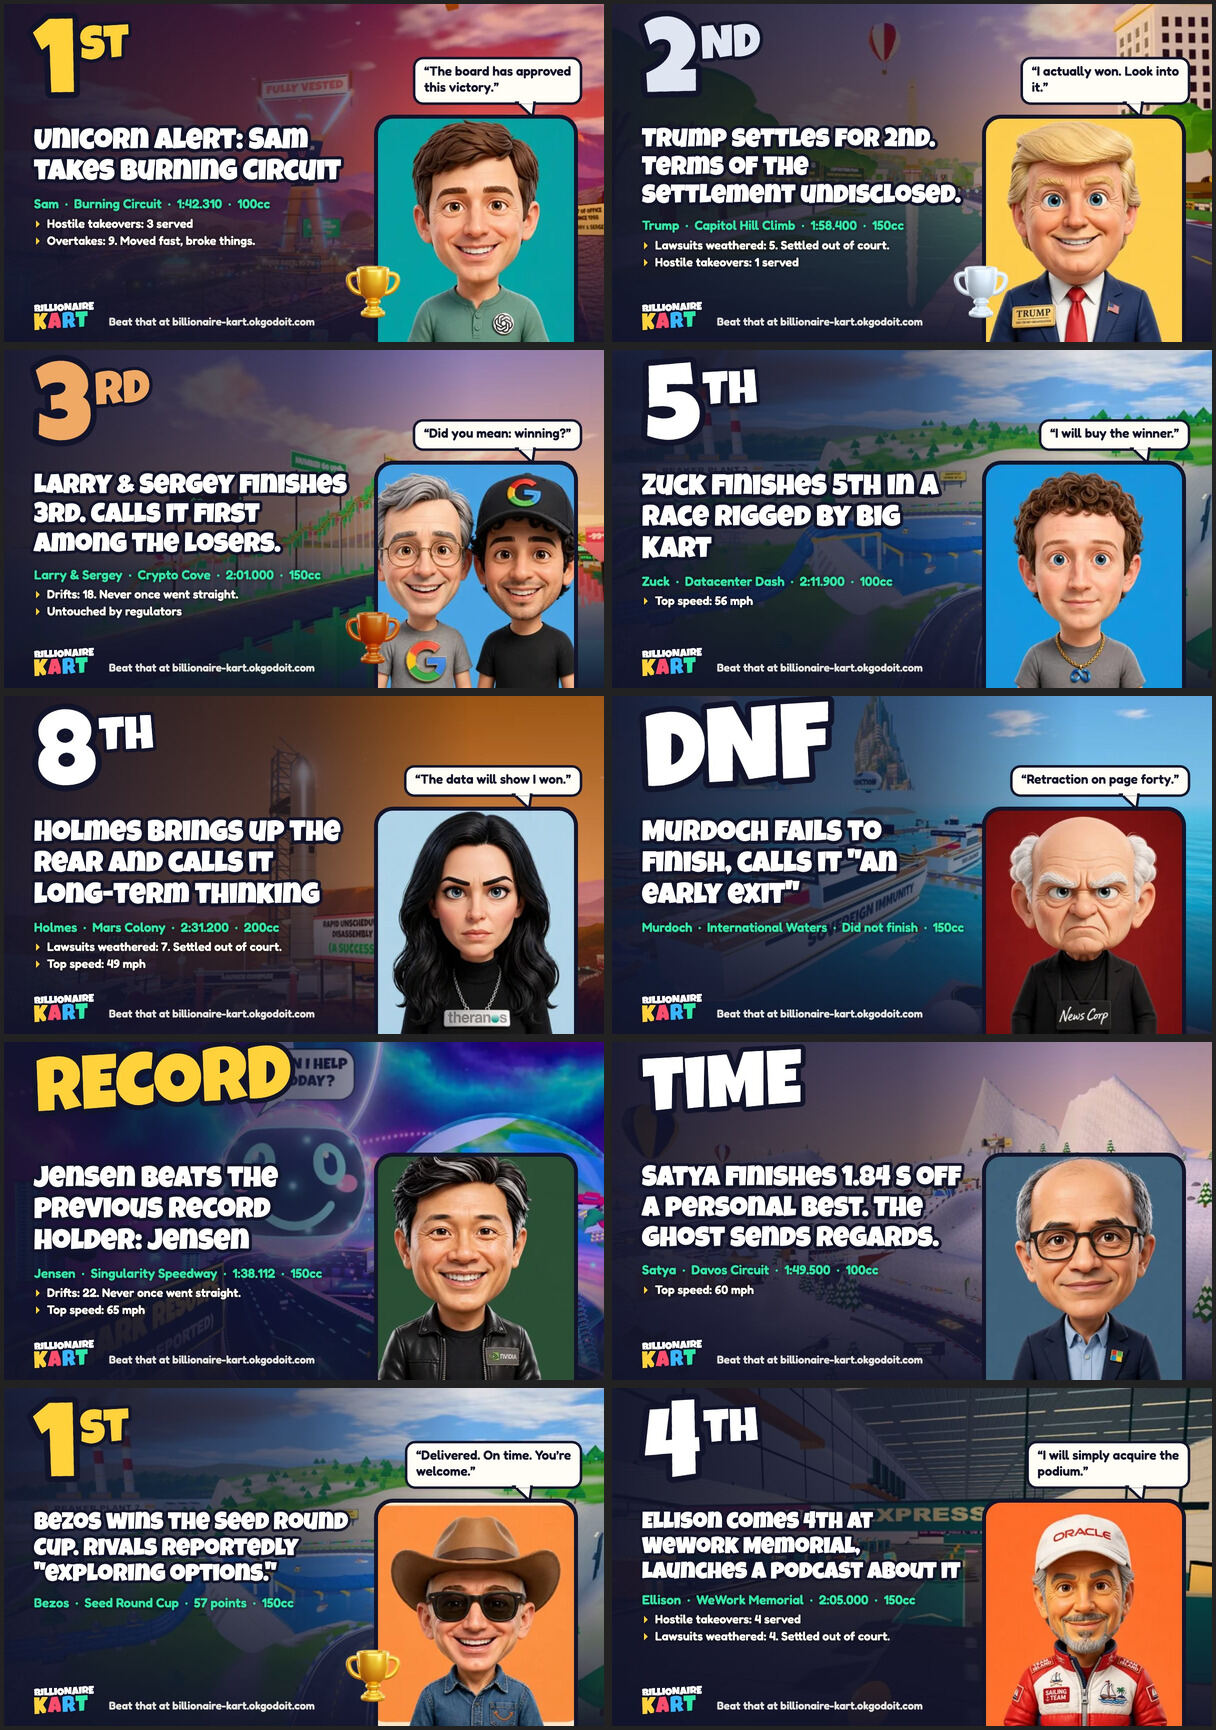 1ST
FULLY VESTED
“The board has approved
this victory.”
UNICORN ALERT: SAM
TAKES BURNING CIRCUIT
Sam · Burning Circuit · 1:42.310 · 100cc
Hostile takeovers: 3 served
Overtakes: 9. Moved fast, broke things.
BILLIONAIRE
KART
Beat that at billionaire-kart.okgodoit.com
2ND
“I actually won. Look into
it.”
TRUMP SETTLES FOR 2ND.
TERMS OF THE
SETTLEMENT UNDISCLOSED.
Trump · Capitol Hill Climb · 1:58.400 · 150cc
Lawsuits weathered: 5. Settled out of court.
Hostile takeovers: 1 served
TRUMP
BILLIONAIRE
KART
Beat that at billionaire-kart.okgodoit.com
3RD
“Did you mean: winning?”
LARRY & SERGEY FINISHES
3RD. CALLS IT FIRST
AMONG THE LOSERS.
Larry & Sergey · Crypto Cove · 2:01.000 · 150cc
Drifts: 18. Never once went straight.
Untouched by regulators
G
G
BILLIONAIRE
KART
Beat that at billionaire-kart.okgodoit.com
5TH
“I will buy the winner.”
ZUCK FINISHES 5TH IN A
RACE RIGGED BY BIG
KART
Zuck · Datacenter Dash · 2:11.900 · 100cc
Top speed: 56 mph
BILLIONAIRE
KART
Beat that at billionaire-kart.okgodoit.com
8TH
“The data will show I won.”
HOLMES BRINGS UP THE
REAR AND CALLS IT
LONG-TERM THINKING
Holmes · Mars Colony · 2:31.200 · 200cc
Lawsuits weathered: 7. Settled out of court.
Top speed: 49 mph
RAPID UNSCHEDU
DISASSEMBLY
(A SUCCESS
theranos
BILLIONAIRE
KART
Beat that at billionaire-kart.okgodoit.com
DNF
“Retraction on page forty.”
MURDOCH FAILS TO
FINISH, CALLS IT "AN
EARLY EXIT"
SOVEREIGN IMMUNITY
Murdoch · International Waters · Did not finish · 150cc
News Corp
BILLIONAIRE
KART
Beat that at billionaire-kart.okgodoit.com
RECORD
N I HELP
ODAY?
JENSEN BEATS THE
PREVIOUS RECORD
HOLDER: JENSEN
Jensen · Singularity Speedway · 1:38.112 · 150cc
Drifts: 22. Never once went straight.
Top speed: 65 mph
NVIDIA
BILLIONAIRE
KART
Beat that at billionaire-kart.okgodoit.com
TIME
SATYA FINISHES 1.84 S OFF
A PERSONAL BEST. THE
GHOST SENDS REGARDS.
Satya · Davos Circuit · 1:49.500 · 100cc
Top speed: 60 mph
BILLIONAIRE
KART
Beat that at billionaire-kart.okgodoit.com
1ST
“Delivered. On time. You’re
welcome.”
BEZOS WINS THE SEED ROUND
CUP. RIVALS REPORTEDLY
"EXPLORING OPTIONS."
Bezos · Seed Round Cup · 57 points · 150cc
BILLIONAIRE
KART
Beat that at billionaire-kart.okgodoit.com
4TH
“I will simply acquire the
podium.”
EXPRESS
ORACLE
ELLISON COMES 4TH AT
WEWORK MEMORIAL,
LAUNCHES A PODCAST ABOUT IT
Ellison · WeWork Memorial · 2:05.000 · 150cc
Hostile takeovers: 4 served
Lawsuits weathered: 4. Settled out of court.
SAILING
TEAM
BILLIONAIRE
KART
Beat that at billionaire-kart.okgodoit.com